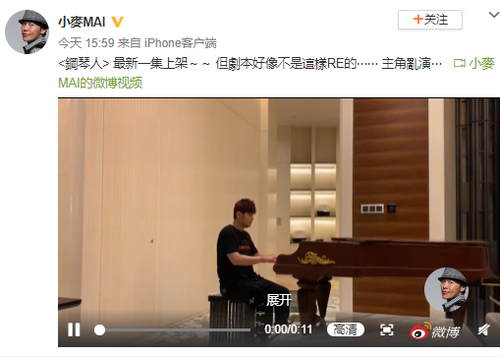 小麥MAI
+关注
今天 15:59 来自 iPhone客户端
<鋼琴人> 最新一集上架～～ 但劇本好像不是這樣RE的…… 主角亂演… 小麥
MAI的微博视频
展开
0:00/0:11 高清 微博